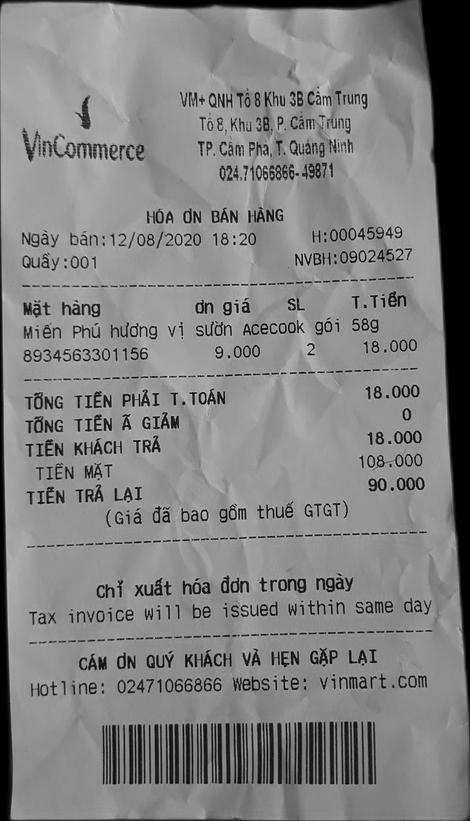 VinCommerce
VM+ QNH Tổ 8 Khu 3B Cẩm Trung
Tổ 8, Khu 3B, P. Cẩm Trung
TP. Cẩm Phả, T. Quảng Ninh
024.71066866-49871
HÓA ƠN BÁN HÀNG
Ngày bán:12/08/2020 18:20 H:00045949
Quầy:001 NVBH:09024527
Mặt hàng ơn giá SL T.Tiền
Miến Phú hương vị sườn Acecook gói 58g
8934563301156 9.000 2 18.000
TỔNG TIỀN PHẢI T.TOÁN 18.000
TỔNG TIỀN Ã GIẢM 0
TIỀN KHÁCH TRẢ 18.000
TIỀN MẶT 108.000
TIỀN TRẢ LẠI 90.000
(Giá đã bao gồm thuế GTGT)
Chỉ xuất hóa đơn trong ngày
Tax invoice will be issued within same day
CÁM ƠN QUÝ KHÁCH VÀ HẸN GẶP LẠI
Hotline: 02471066866 Website: vinmart.com